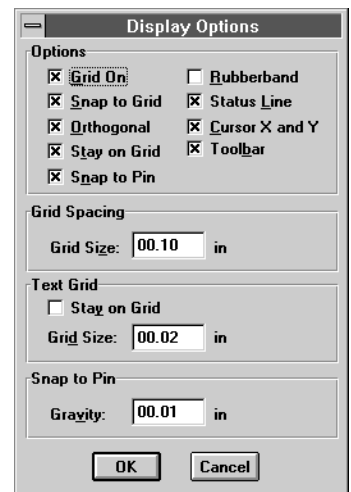 Display Options
Options
Grid On
Rubberband
Snap to Grid
Status Line
Orthogonal
Cursor X and Y
Stay on Grid
Toolbar
Snap to Pin
Grid Spacing
Grid Size: 00.10 in
Text Grid
Stay on Grid
Grid Size: 00.02 in
Snap to Pin
Gravity: 00.01 in
OK Cancel